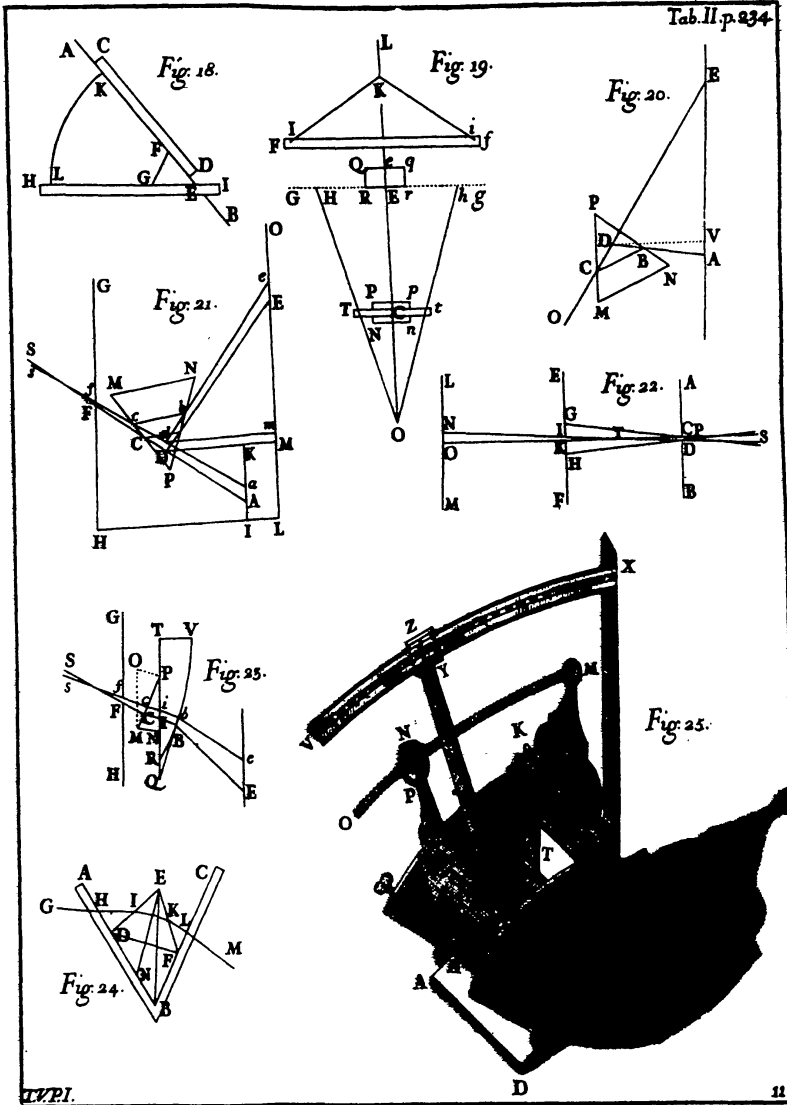 Tab.II.p.234
Fig. 18.
A C
K
F
D
H L G E I
B
Fig. 19
L
K
I i
F f
Q e q
G H R E r h g
P p
T C t
N n
O
Fig. 20.
E
P
D V
C B A
N
M
O
Fig. 21.
O
G e
E
S
M N
f
F
c b
C d m
D K M
P
a
A
H I L
Fig. 22.
L E A
N G
I T C P S
O K D
H
M F B
Fig. 23.
G T V
S O P
s f c i
F C b
M N B
R e
H Q E
Fig. 24.
A E C
G H I K L
D M
N F
B
Fig. 25.
X
Z
Y
M
V N K
P
O
T
Q
A H
D
T.V.P.I.
11